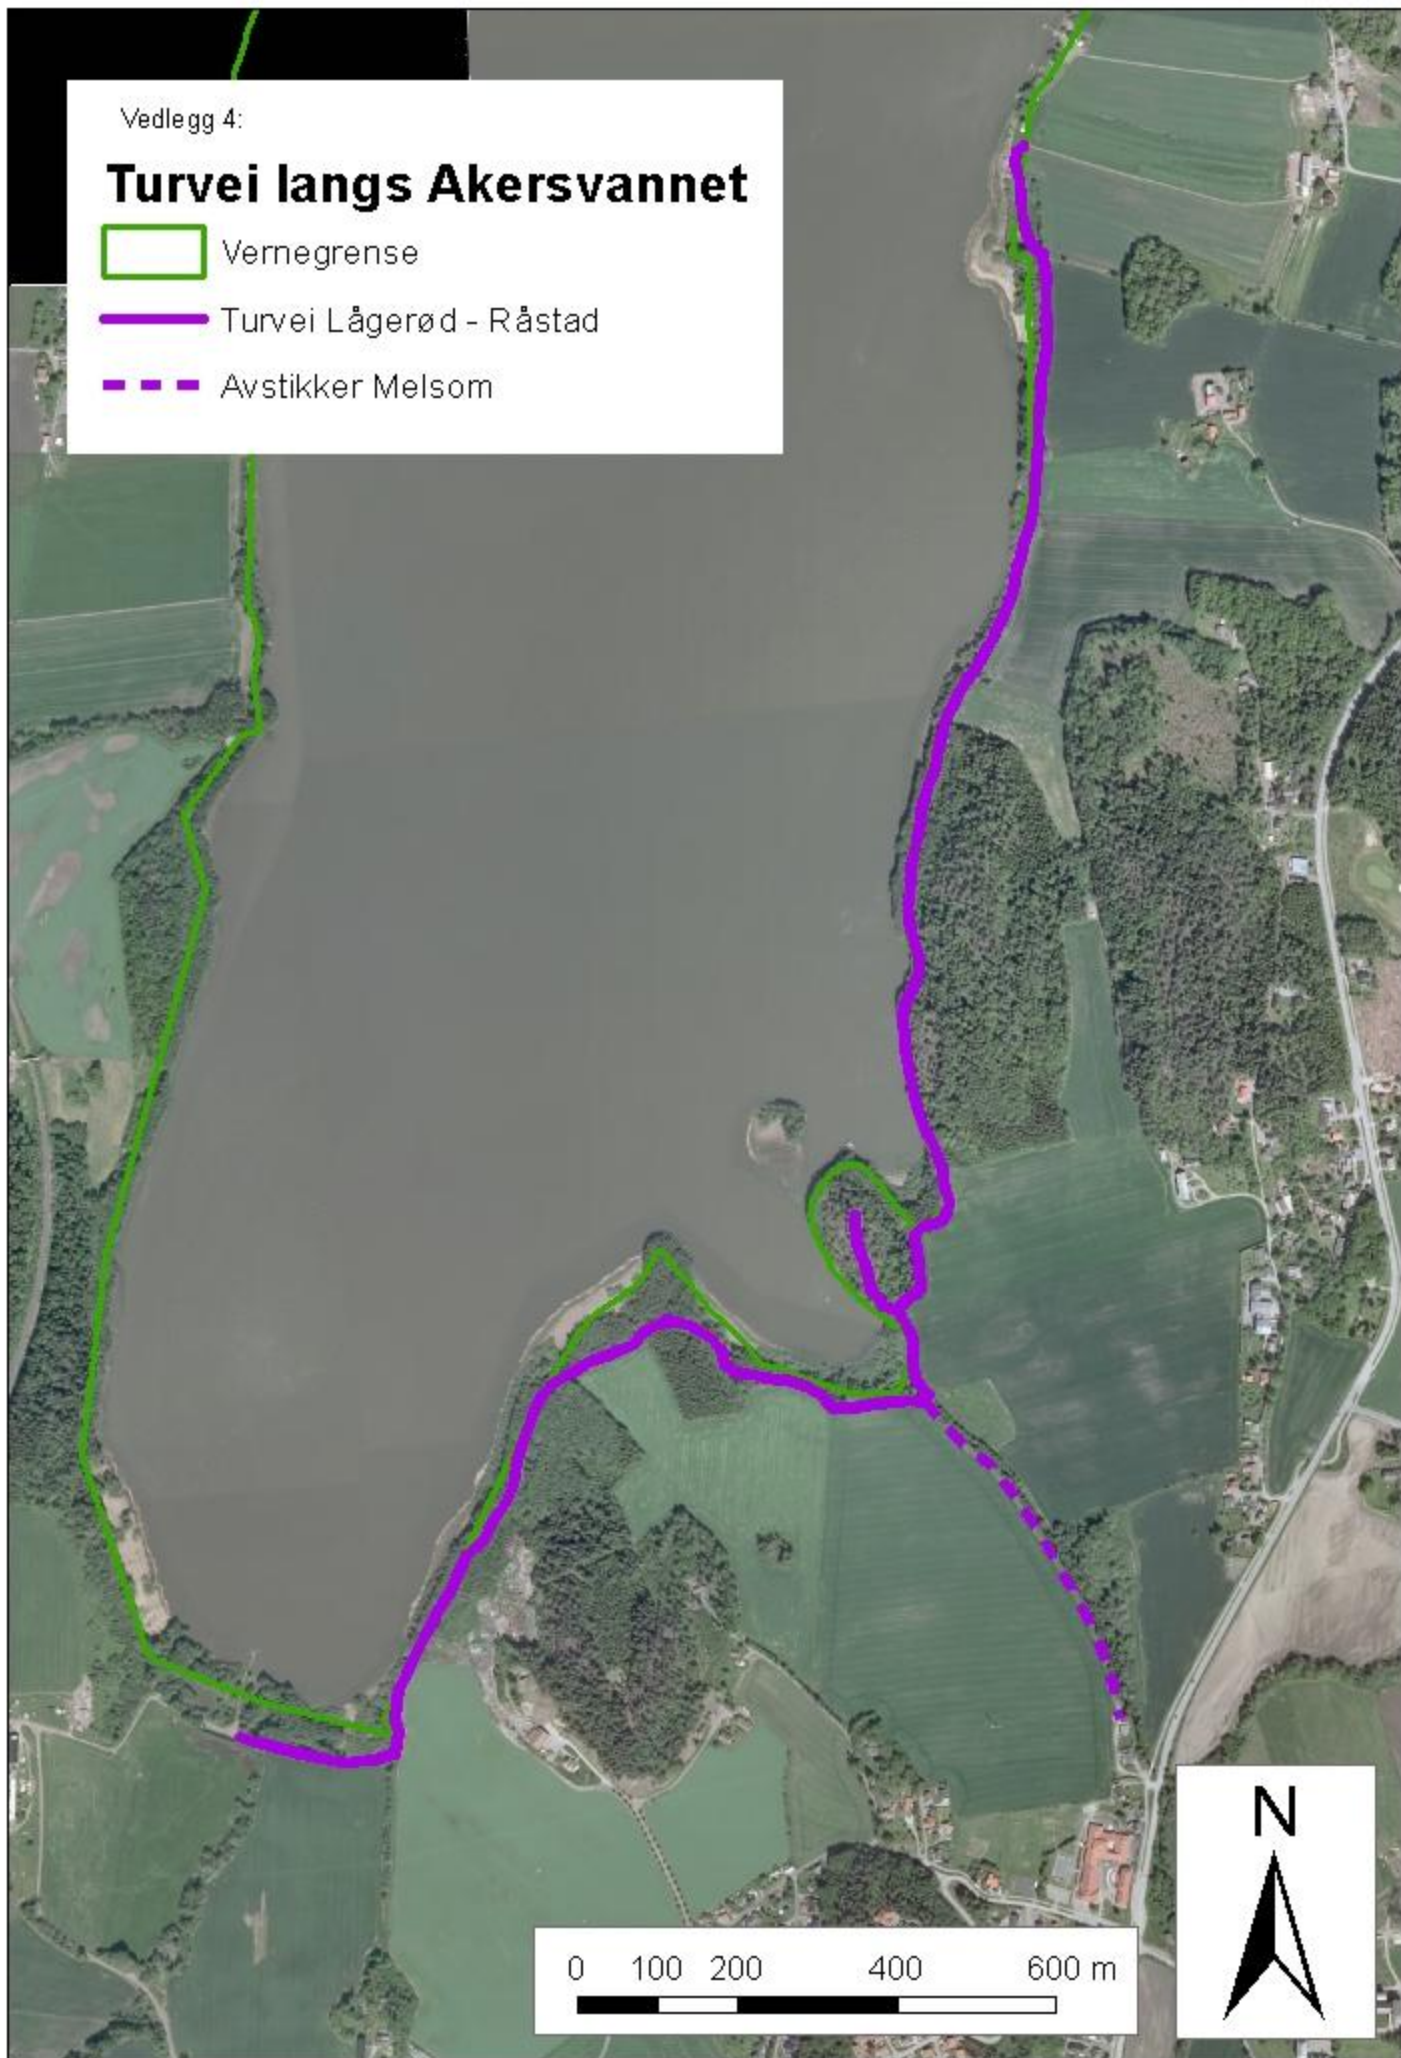 Vedlegg 4:
Turvei langs Akersvannet
Vernegrense
Turvei Lågerød - Råstad
Avstikker Melsom
N
0 100 200 400 600 m